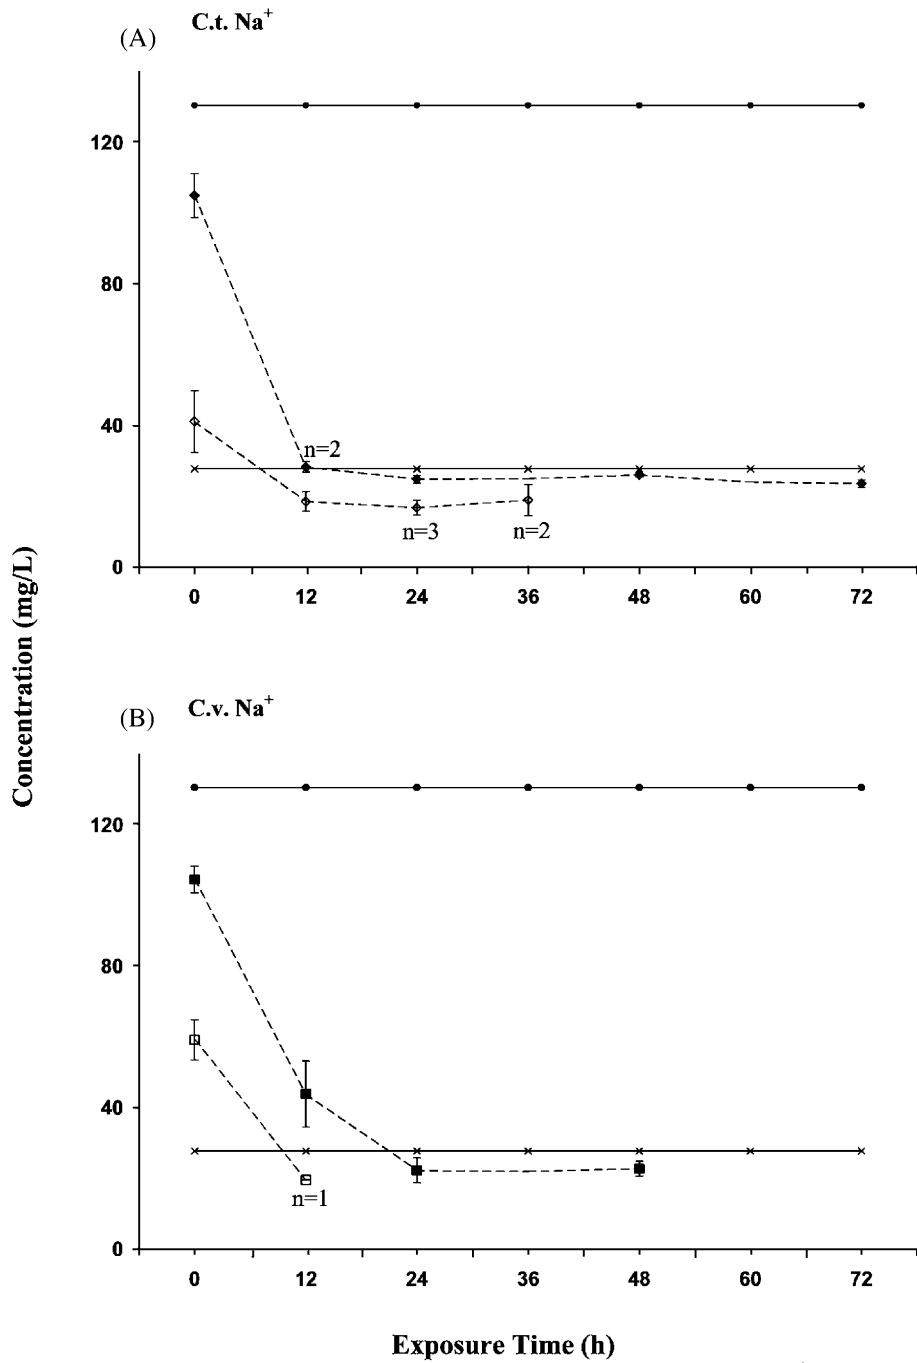 (A) C.t. Na+
120
80
40
0
n=2
n=3 n=2
0 12 24 36 48 60 72
Concentration (mg/L)
(B) C.v. Na+
120
80
40
0
n=1
0 12 24 36 48 60 72
Exposure Time (h)